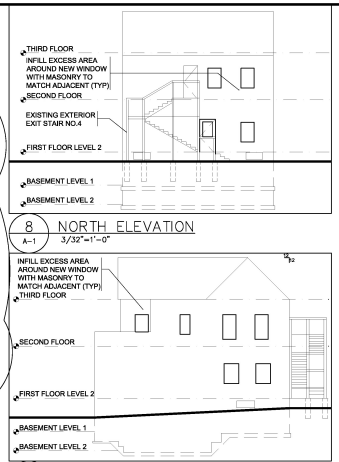 THIRD FLOOR
INFILL EXCESS AREA
AROUND NEW WINDOW
WITH MASONRY TO
MATCH ADJACENT (TYP)
SECOND FLOOR
EXISTING EXTERIOR
EXIT STAIR NO.4
FIRST FLOOR LEVEL 2
BASEMENT LEVEL 1
BASEMENT LEVEL 2
8
A-1
NORTH ELEVATION
3/32"=1'-0"
INFILL EXCESS AREA
AROUND NEW WINDOW
WITH MASONRY TO
MATCH ADJACENT (TYP)
THIRD FLOOR
12
12
SECOND FLOOR
FIRST FLOOR LEVEL 2
BASEMENT LEVEL 1
BASEMENT LEVEL 2